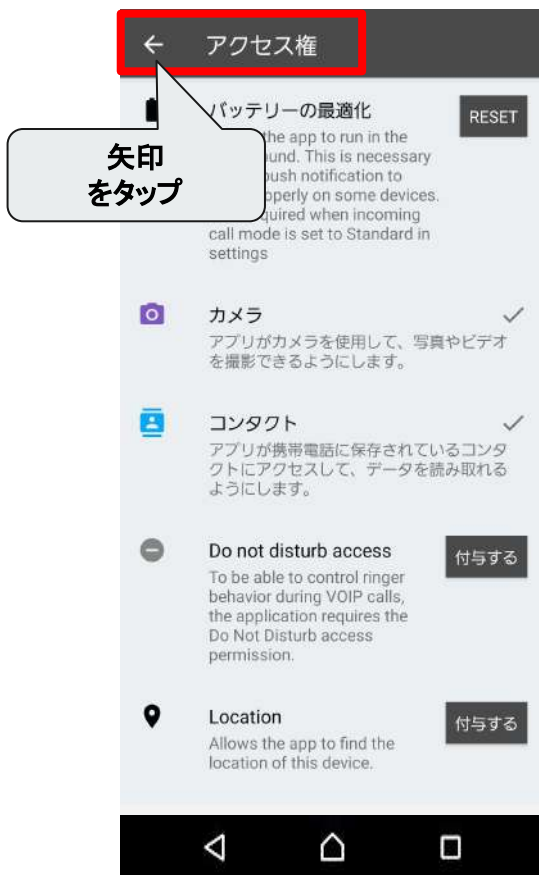 アクセス権
矢印
をタップ
バッテリーの最適化
RESET
the app to run in the
This is necessary
push notification to
on some devices.
when incoming
call mode is set to Standard in
settings
カメラ
アプリがカメラを使用して、写真やビデオ
を撮影できるようにします。
コンタクト
アプリが携帯電話に保存されているコンタ
クトにアクセスして、データを読み取れる
ようにします。
Do not disturb access
付与する
To be able to control ringer
behavior during VOIP calls,
the application requires the
Do Not Disturb access
permission.
Location
付与する
Allows the app to find the
location of this device.